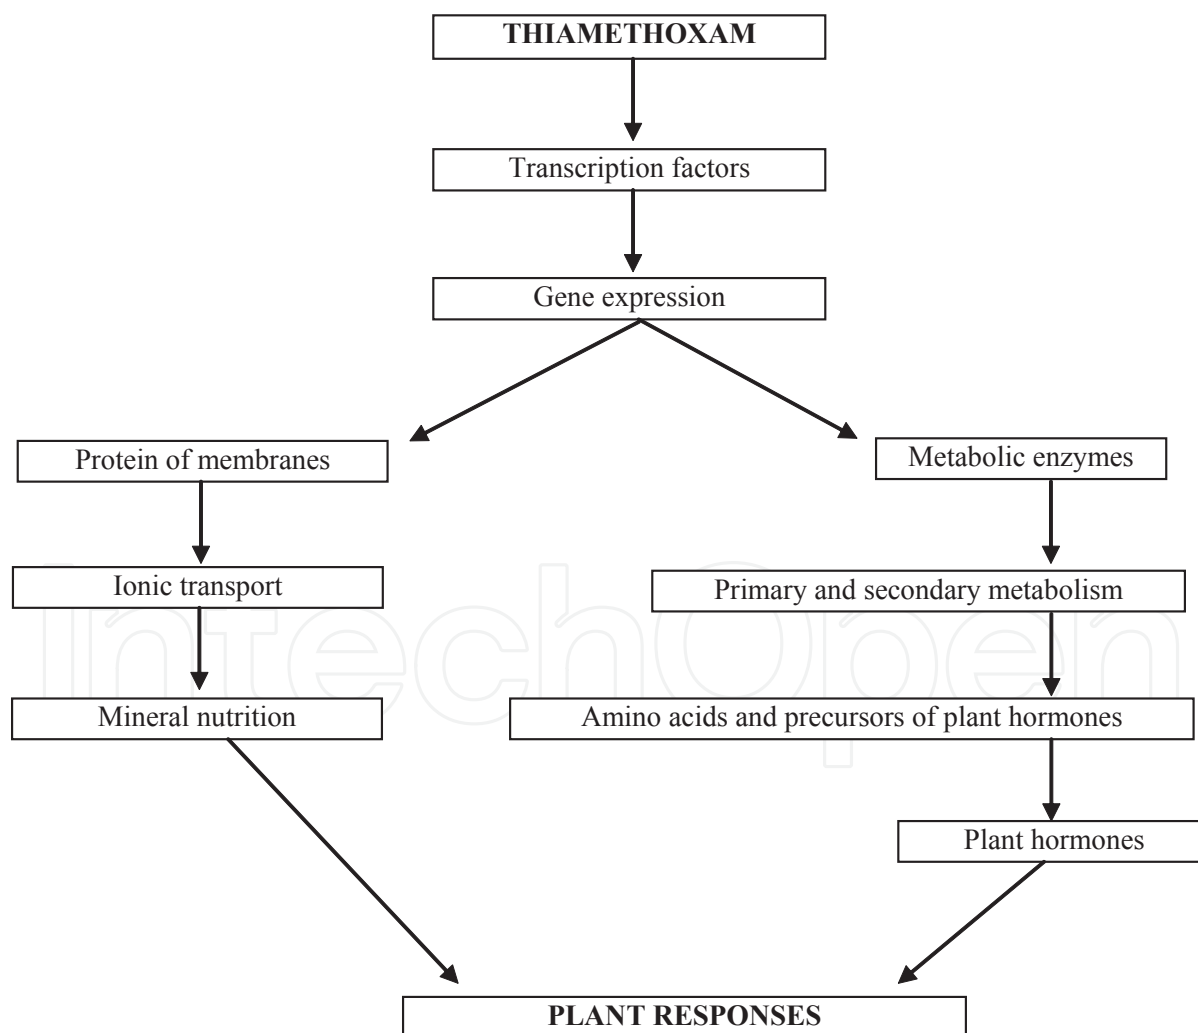 THIAMETHOXAM
Transcription factors
Gene expression
Protein of membranes
Metabolic enzymes
Ionic transport
Primary and secondary metabolism
Mineral nutrition
Amino acids and precursors of plant hormones
Plant hormones
PLANT RESPONSES
IntechOpen